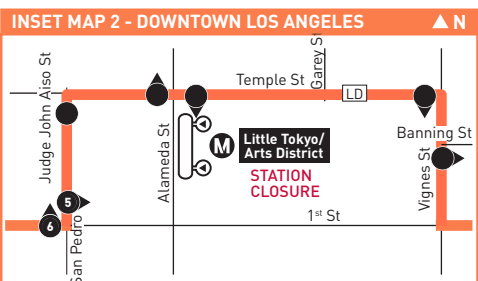 INSET MAP 2 - DOWNTOWN LOS ANGELES
N
Judge John Aiso St
Temple St
Garey St
LD
Alameda St
M
Little Tokyo/
Arts District
STATION
CLOSURE
Banning St
Vignes St
5
6
1st St
San Pedro